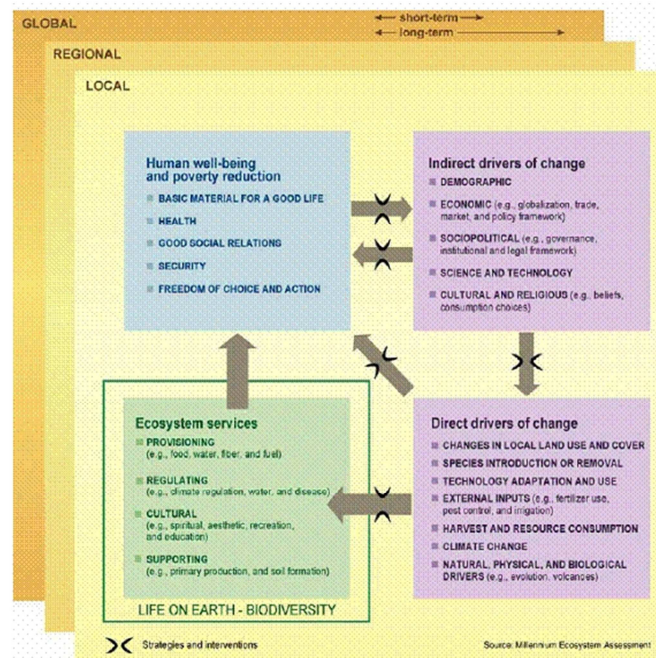 GLOBAL
short-term
long-term
REGIONAL
LOCAL
Human well-being
and poverty reduction
BASIC MATERIAL FOR A GOOD LIFE
HEALTH
GOOD SOCIAL RELATIONS
SECURITY
FREEDOM OF CHOICE AND ACTION
Indirect drivers of change
DEMOGRAPHIC
ECONOMIC (e.g., globalization, trade,
market, and policy framework)
SOCIOPOLITICAL (e.g., governance,
institutional and legal framework)
SCIENCE AND TECHNOLOGY
CULTURAL AND RELIGIOUS (e.g., beliefs,
consumption choices)
Ecosystem services
PROVISIONING
(e.g., food, water, fiber, and fuel)
REGULATING
(e.g., climate regulation, water, and disease)
CULTURAL
(e.g., spiritual, aesthetic, recreation,
and education)
SUPPORTING
(e.g., primary production, and soil formation)
LIFE ON EARTH - BIODIVERSITY
Direct drivers of change
CHANGES IN LOCAL LAND USE AND COVER
SPECIES INTRODUCTION OR REMOVAL
TECHNOLOGY ADAPTATION AND USE
EXTERNAL INPUTS (e.g., fertilizer use,
pest control, and irrigation)
HARVEST AND RESOURCE CONSUMPTION
CLIMATE CHANGE
NATURAL, PHYSICAL, AND BIOLOGICAL
DRIVERS (e.g., evolution, volcanoes)
Strategies and interventions
Source: Millennium Ecosystem Assessment